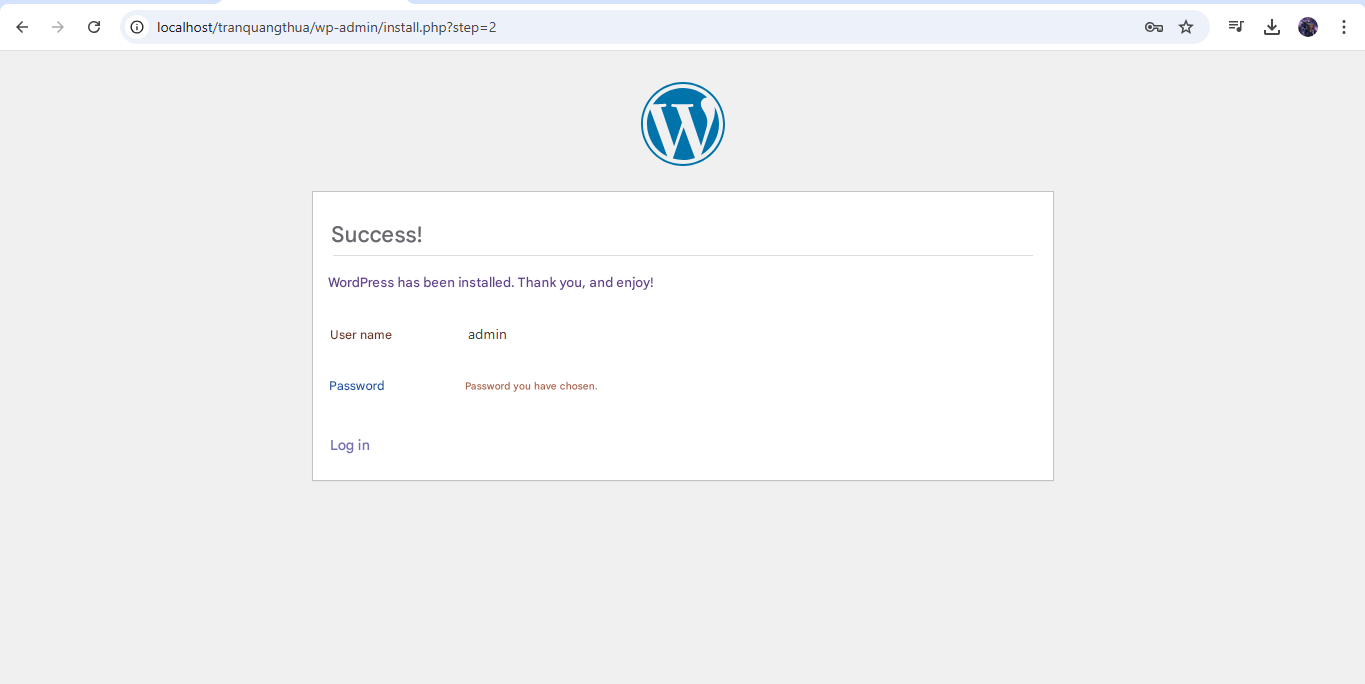 localhost/tranquangthua/wp-admin/install.php?step=2
Success!
WordPress has been installed. Thank you, and enjoy!
User name admin
Password Password you have chosen.
Log in